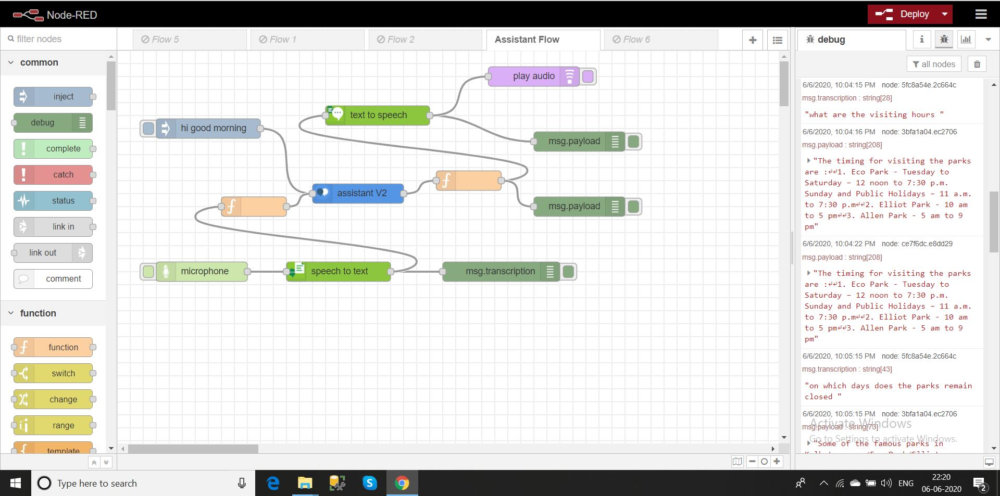 Node-RED
Deploy
filter nodes
Flow 5
Flow 1
Flow 2
Assistant Flow
Flow 6
debug
i
all nodes
common
inject
debug
complete
catch
status
link in
link out
comment
function
function
switch
change
range
template
play audio
text to speech
hi good morning
msg.payload
assistant V2
msg.payload
microphone
speech to text
msg.transcription
6/6/2020, 10:04:15 PM node: 5fc8a54e.2c664c
msg.transcription : string[28]
"what are the visiting hours "
6/6/2020, 10:04:16 PM node: 3bfa1a04.ec2706
msg.payload : string[208]
"The timing for visiting the parks
are :↵↵1. Eco Park - Tuesday to
Saturday – 12 noon to 7:30 p.m.
Sunday and Public Holidays – 11 a.m.
to 7:30 p.m↵↵2. Elliot Park - 10 am
to 5 pm↵↵3. Allen Park - 5 am to 9
pm"
6/6/2020, 10:04:22 PM node: ce7f6dc.e8dd29
msg.payload : string[208]
"The timing for visiting the parks
are :↵↵1. Eco Park - Tuesday to
Saturday – 12 noon to 7:30 p.m.
Sunday and Public Holidays – 11 a.m.
to 7:30 p.m↵↵2. Elliot Park - 10 am
to 5 pm↵↵3. Allen Park - 5 am to 9
pm"
6/6/2020, 10:05:15 PM node: 5fc8a54e.2c664c
msg.transcription : string[43]
"on which days does the parks remain
closed "
6/6/2020, 10:05:15 PM node: 3bfa1a04.ec2706
msg.payload : string[73]
"Some of the famous parks in
Activate Windows
Go to Settings to activate Windows.
Type here to search
ENG
22:20
06-06-2020
2